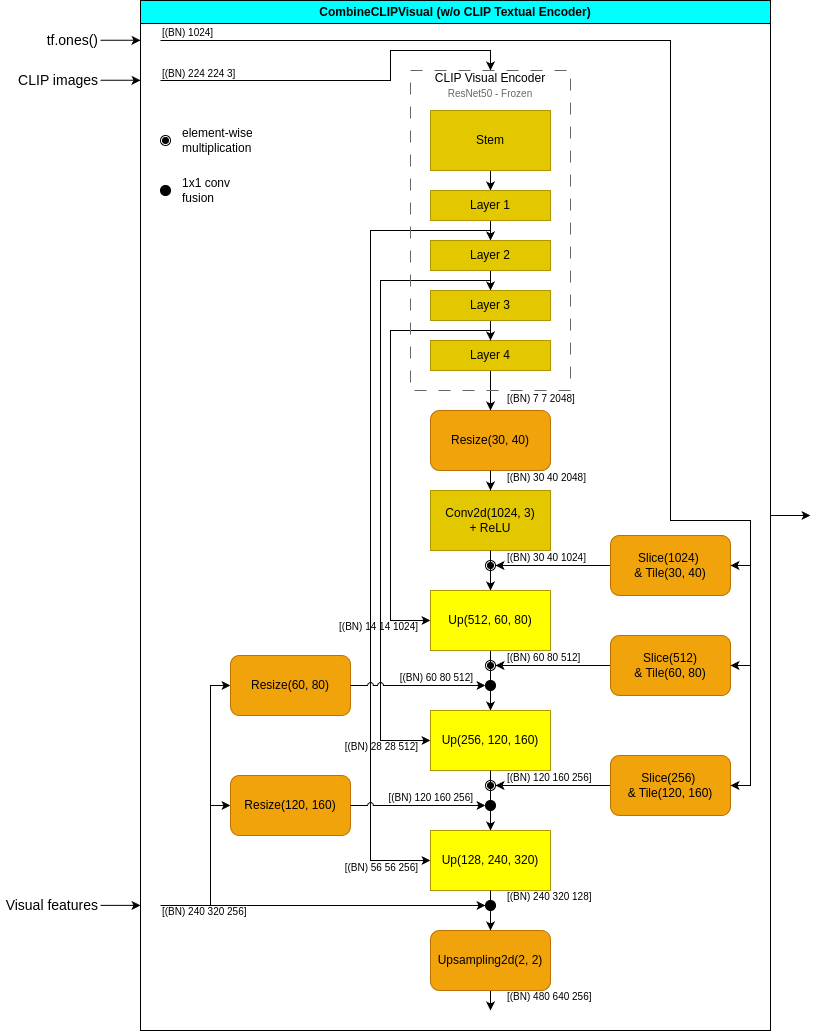 CombineCLIPVisual (w/o CLIP Textual Encoder)
tf.ones()
[(BN) 1024]
CLIP images
[(BN) 224 224 3]
CLIP Visual Encoder
ResNet50 - Frozen
element-wise
multiplication
1x1 conv
fusion
Stem
Layer 1
Layer 2
Layer 3
Layer 4
[(BN) 7 7 2048]
Resize(30, 40)
[(BN) 30 40 2048]
Conv2d(1024, 3)
+ ReLU
[(BN) 30 40 1024]
Slice(1024)
& Tile(30, 40)
Up(512, 60, 80)
[(BN) 14 14 1024]
[(BN) 60 80 512]
Slice(512)
& Tile(60, 80)
Resize(60, 80)
[(BN) 60 80 512]
Up(256, 120, 160)
[(BN) 28 28 512]
[(BN) 120 160 256]
Slice(256)
& Tile(120, 160)
Resize(120, 160)
[(BN) 120 160 256]
Up(128, 240, 320)
[(BN) 56 56 256]
[(BN) 240 320 128]
Visual features
[(BN) 240 320 256]
Upsampling2d(2, 2)
[(BN) 480 640 256]